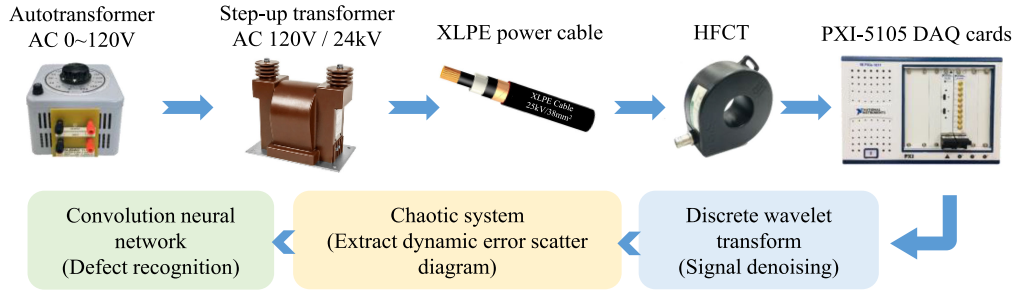 Autotransformer
AC 0~120V
Step-up transformer
AC 120V / 24kV
XLPE power cable
HFCT
PXI-5105 DAQ cards
XLPE Cable
25kV/38mm²
PXI
Convolution neural
network
(Defect recognition)
Chaotic system
(Extract dynamic error scatter
diagram)
Discrete wavelet
transform
(Signal denoising)